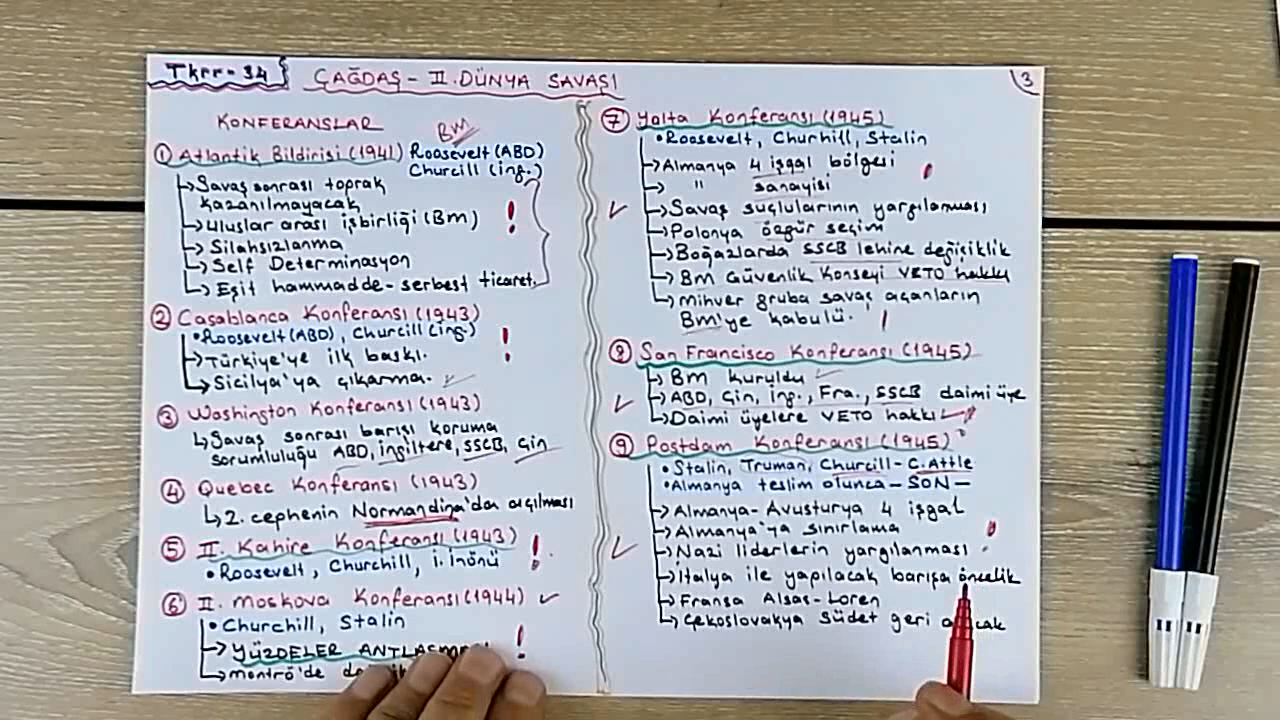 Tkrr-34
ÇAĞDAŞ - II. DÜNYA SAVAŞI
3
KONFERANSLAR
BM
① Atlantik Bildirisi (1941) Roosevelt (ABD)
Churcill (ing.)
→ Savaş sonrası toprak
kazanılmayacak
→ Uluslar arası işbirliği (BM) !
→ Silahsızlanma
→ Self Determinasyon
→ Eşit hammadde - serbest ticaret.
② Casablanca Konferansı (1943)
• Roosevelt (ABD), Churcill (ing.) !
→ Türkiye'ye ilk baskı.
→ Sicilya'ya çıkarma. ✓
③ Washington Konferansı (1943)
↳ Savaş sonrası barışı koruma
sorumluluğu ABD, ingiltere, SSCB, Çin
④ Quebec Konferansı (1943)
↳ 2. cephenin Normandiya'da açılması
⑤ II. Kahire Konferansı (1943) !
• Roosevelt, Churchill, i. inönü
⑥ II. Moskova Konferansı (1944) ✓
• Churchill, Stalin
→ YÜZDELER !
→ Montrö'de
⑦ Yalta Konferansı (1945)
• Roosevelt, Churhill, Stalin
→ Almanya 4 işgal bölgesi !
→ " sanayisi
✓ → Savaş suçlularının yargılanması
→ Polonya özgür seçim
→ Boğazlarda SSCB lehine değişiklik
→ BM Güvenlik Konseyi VETO hakkı
→ Mihver gruba savaş açanların
BM'ye kabulü. !
⑧ San Francisco Konferansı (1945)
→ BM kuruldu ✓
✓ → ABD, Çin, ing., Fra., SSCB daimi üye
→ Daimi üyelere VETO hakkı
⑨ Postdam Konferansı (1945)
• Stalin, Truman, Churcill - C. Attle
• Almanya teslim olunca - SON -
→ Almanya - Avusturya 4 işgal
→ Almanya'ya sınırlama !
✓ → Nazi liderlerin yargılanması
→ italya ile yapılacak barışa öncelik
→ Fransa Alsas - Loren
→ Çekoslovakya Südet geri